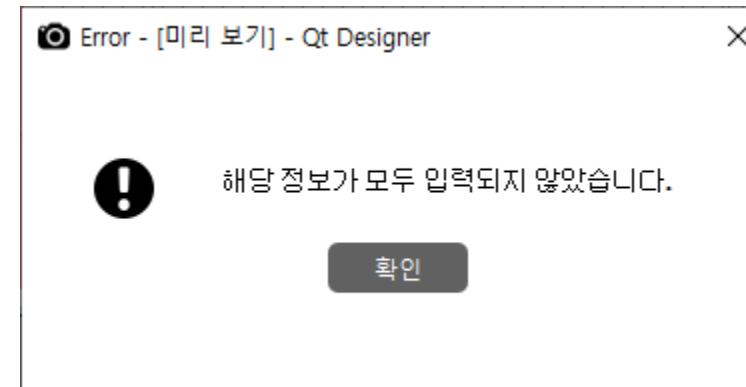 Error - [미리 보기] - Qt Designer
해당 정보가 모두 입력되지 않았습니다.
확인